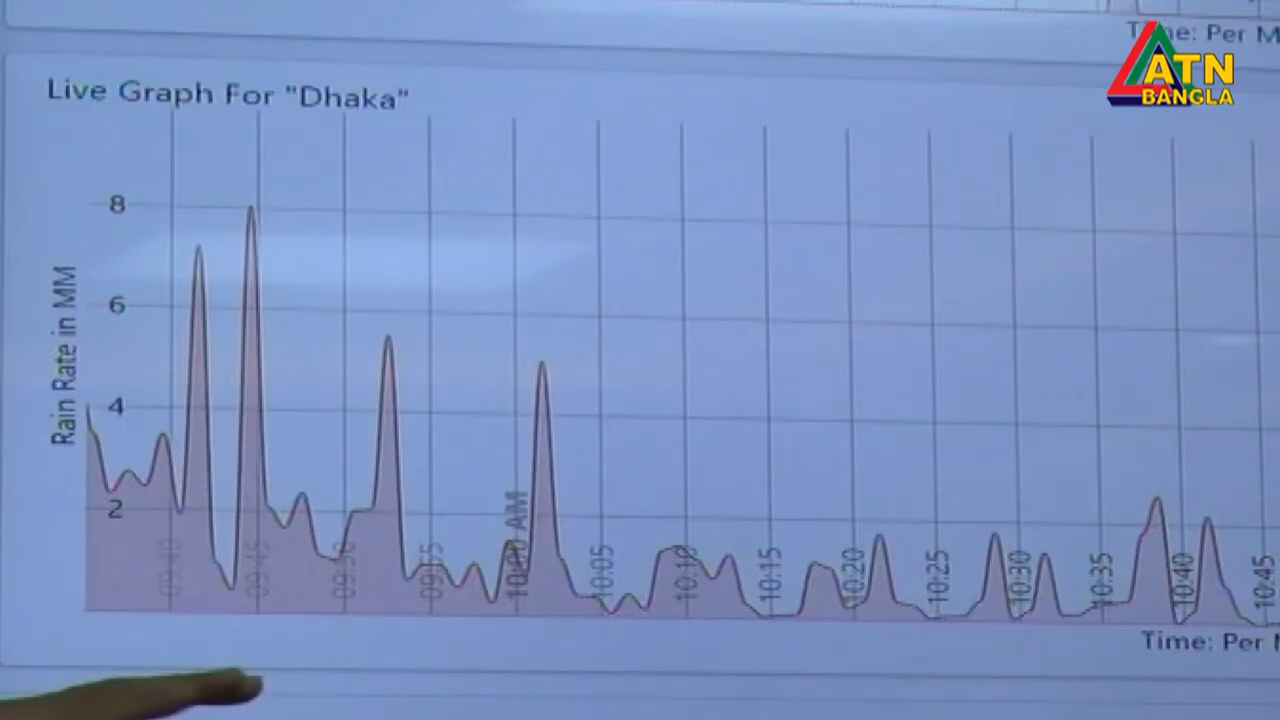 Time: Per M
ATN
BANGLA
Live Graph For "Dhaka"
Rain Rate in MM
8
6
4
2
09:40
09:45
09:50
09:55
10:00 AM
10:05
10:10
10:15
10:20
10:25
10:30
10:35
10:40
10:45
Time: Per M